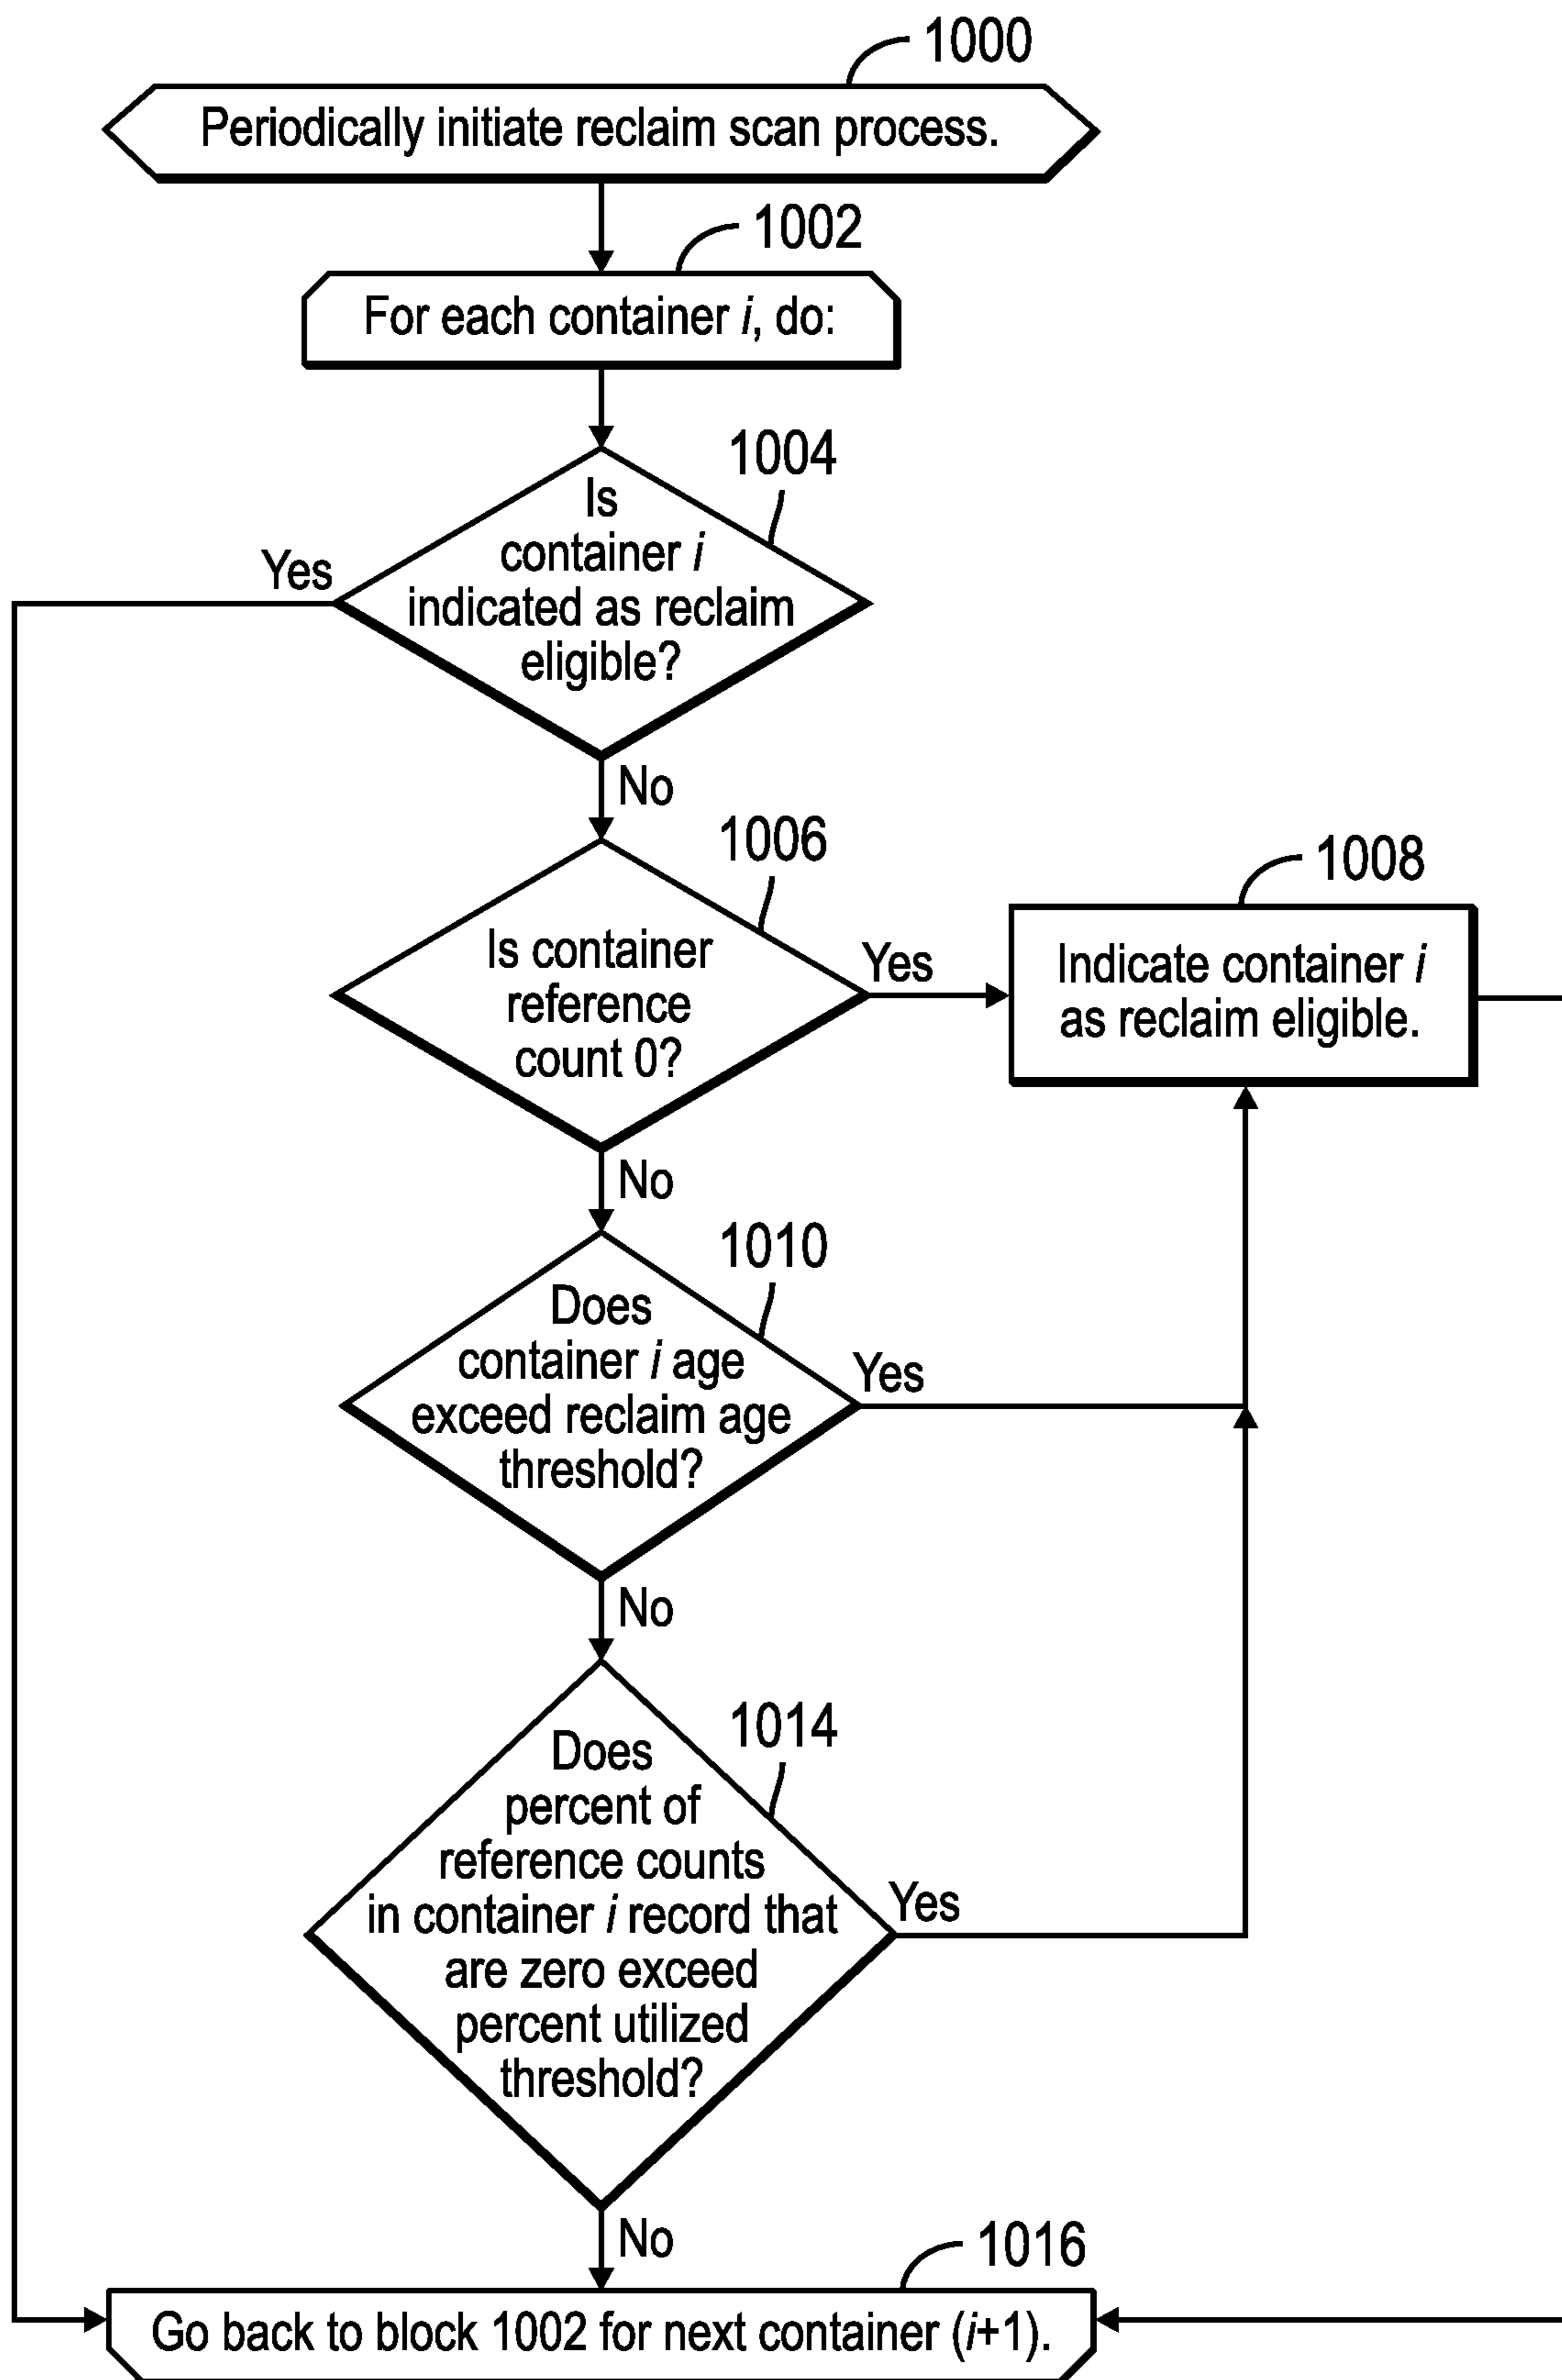 1000
Periodically initiate reclaim scan process.
1002
For each container i, do:
1004
Is
container i
indicated as reclaim
eligible?
Yes
No
1006
Is container
reference
count 0?
Yes
1008
Indicate container i
as reclaim eligible.
No
1010
Does
container i age
exceed reclaim age
threshold?
Yes
No
1014
Does
percent of
reference counts
in container i record that
are zero exceed
percent utilized
threshold?
Yes
No
1016
Go back to block 1002 for next container (i+1).